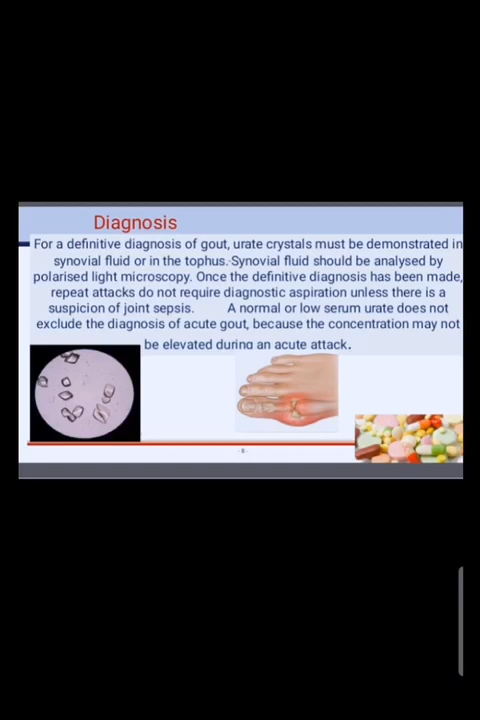 Diagnosis
For a definitive diagnosis of gout, urate crystals must be demonstrated in
synovial fluid or in the tophus. Synovial fluid should be analysed by
polarised light microscopy. Once the definitive diagnosis has been made,
repeat attacks do not require diagnostic aspiration unless there is a
suspicion of joint sepsis. A normal or low serum urate does not
exclude the diagnosis of acute gout, because the concentration may not
be elevated during an acute attack.